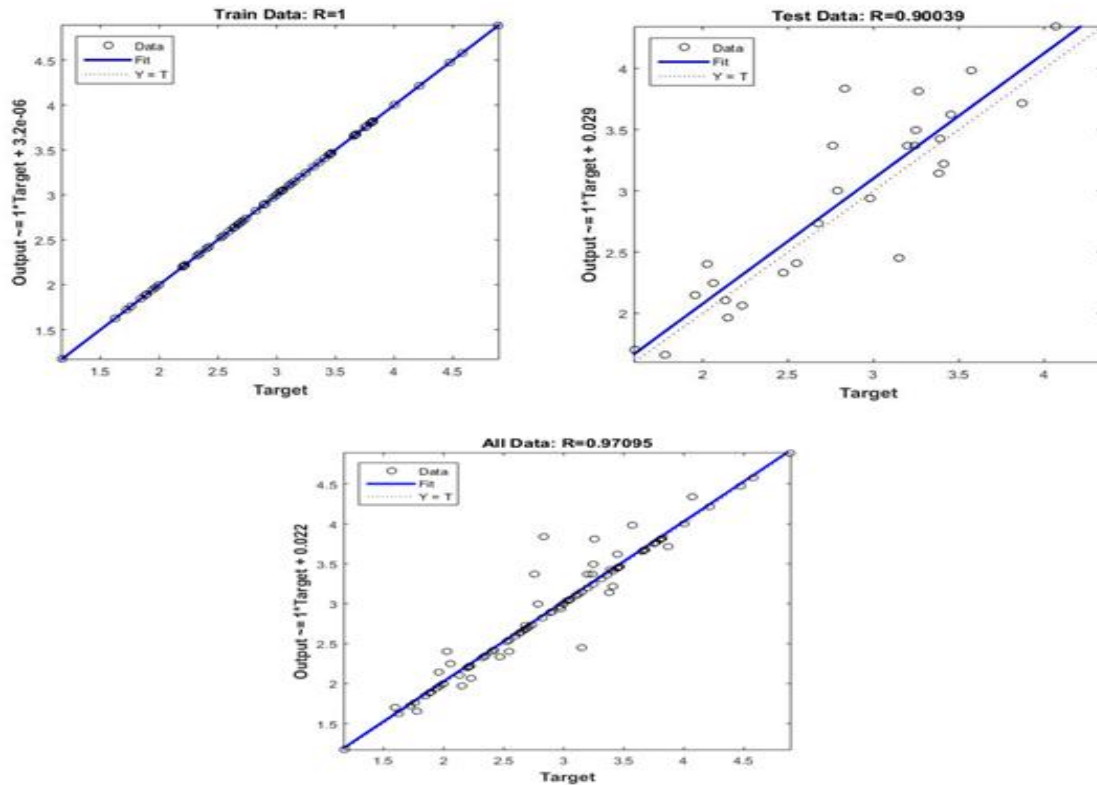 Train Data: R=1
Data
Fit
Y = T
Output ~= 1*Target + 3.2e-06
4.5
4
3.5
3
2.5
2
1.5
1.5 2 2.5 3 3.5 4 4.5
Target
Test Data: R=0.90039
Data
Fit
Y = T
Output ~= 1*Target + 0.029
4
3.5
3
2.5
2
2 2.5 3 3.5 4
Target
All Data: R=0.97095
Data
Fit
Y = T
Output ~= 1*Target + 0.022
4.5
4
3.5
3
2.5
2
1.5
1.5 2 2.5 3 3.5 4 4.5
Target